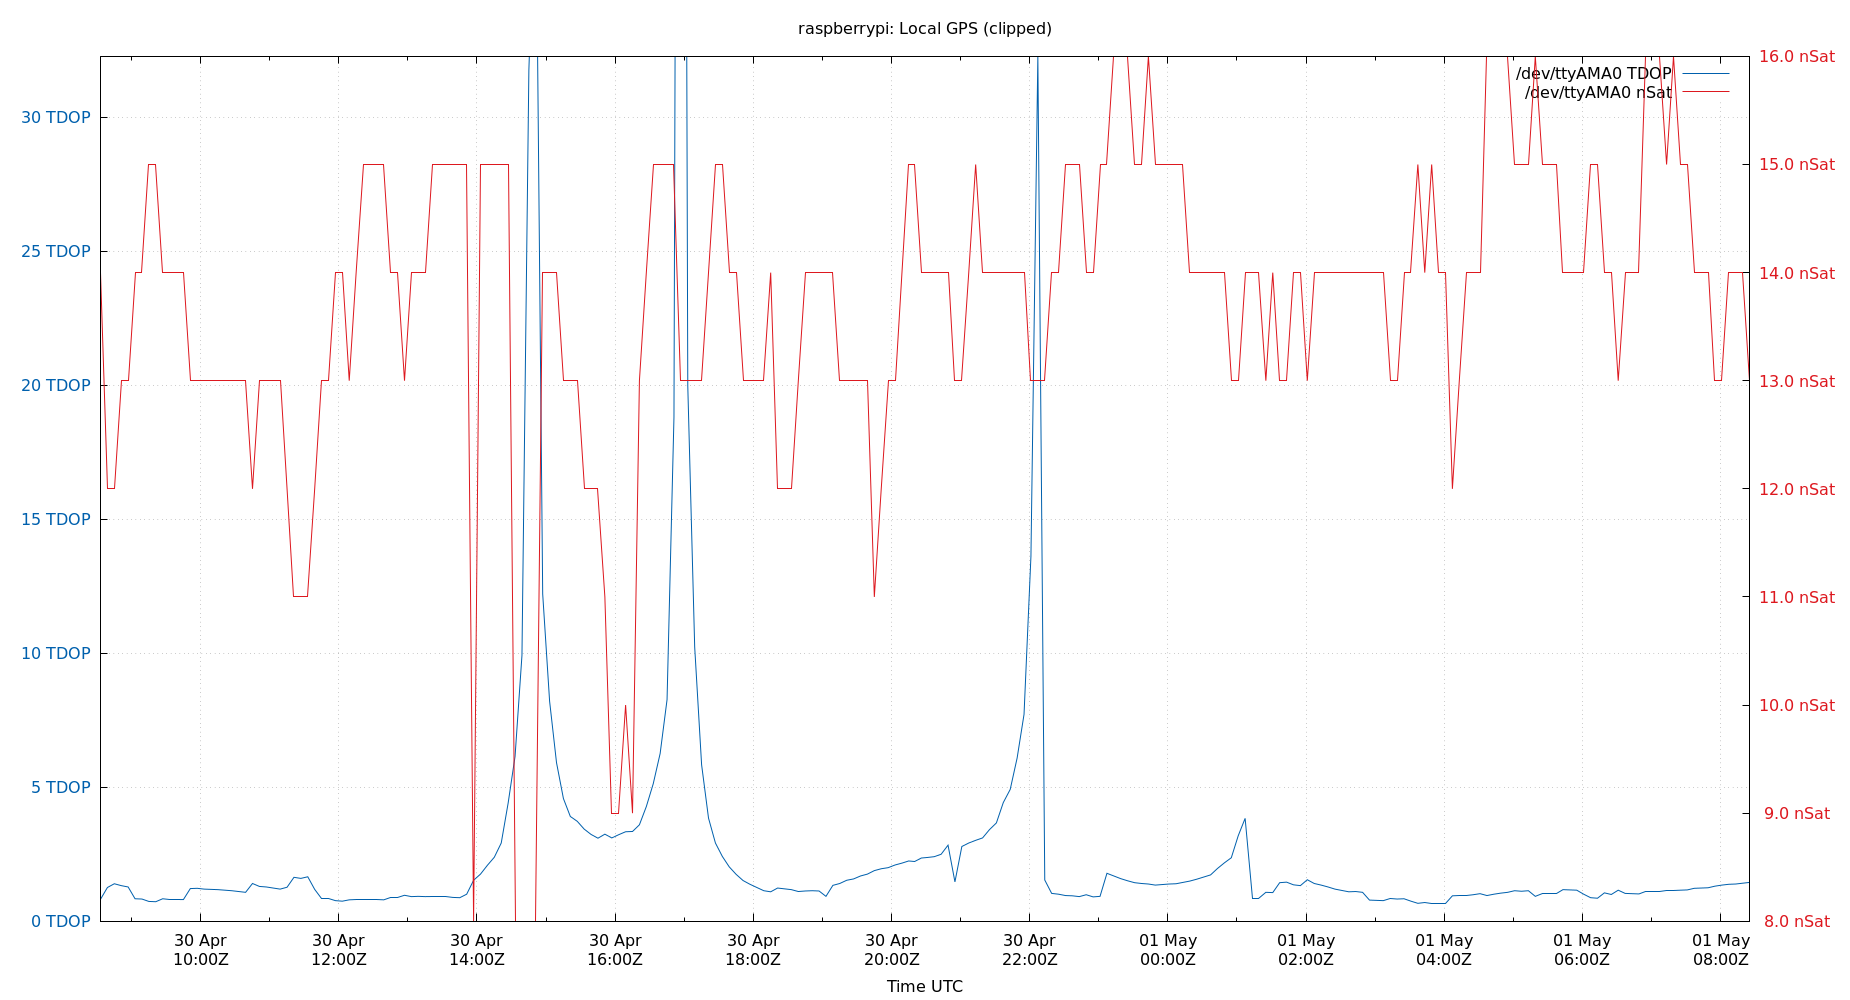 raspberrypi: Local GPS (clipped)
16.0 nSat
/dev/ttyAMA0 TDOP
/dev/ttyAMA0 nSat
30 TDOP
15.0 nSat
25 TDOP
14.0 nSat
20 TDOP
13.0 nSat
12.0 nSat
15 TDOP
11.0 nSat
10 TDOP
10.0 nSat
5 TDOP
9.0 nSat
0 TDOP
8.0 nSat
30 Apr 30 Apr 30 Apr 30 Apr 30 Apr 30 Apr 30 Apr 01 May 01 May 01 May 01 May 01 May
10:00Z 12:00Z 14:00Z 16:00Z 18:00Z 20:00Z 22:00Z 00:00Z 02:00Z 04:00Z 06:00Z 08:00Z
Time UTC